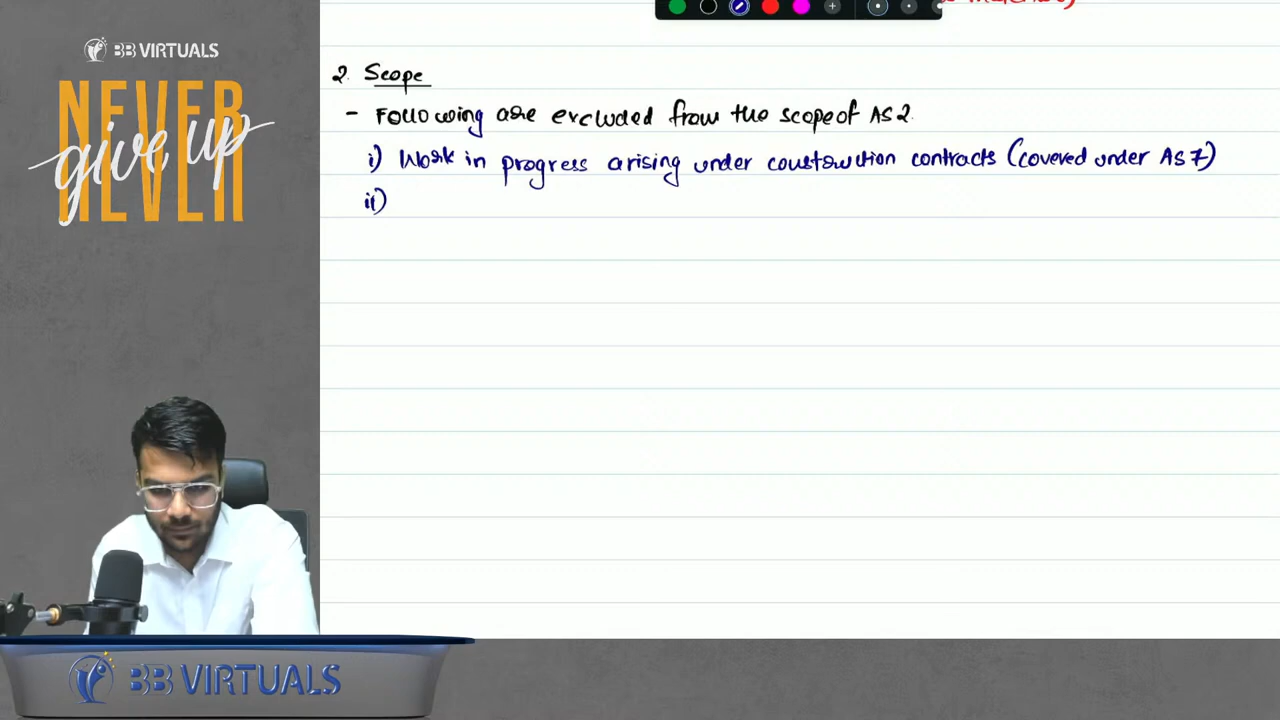 BB VIRTUALS
NEVER
give up
NEVER
2. Scope
- Following are excluded from the scope of AS 2.
i) Work in progress arising under construction contracts (covered under AS 7)
ii)
BB VIRTUALS